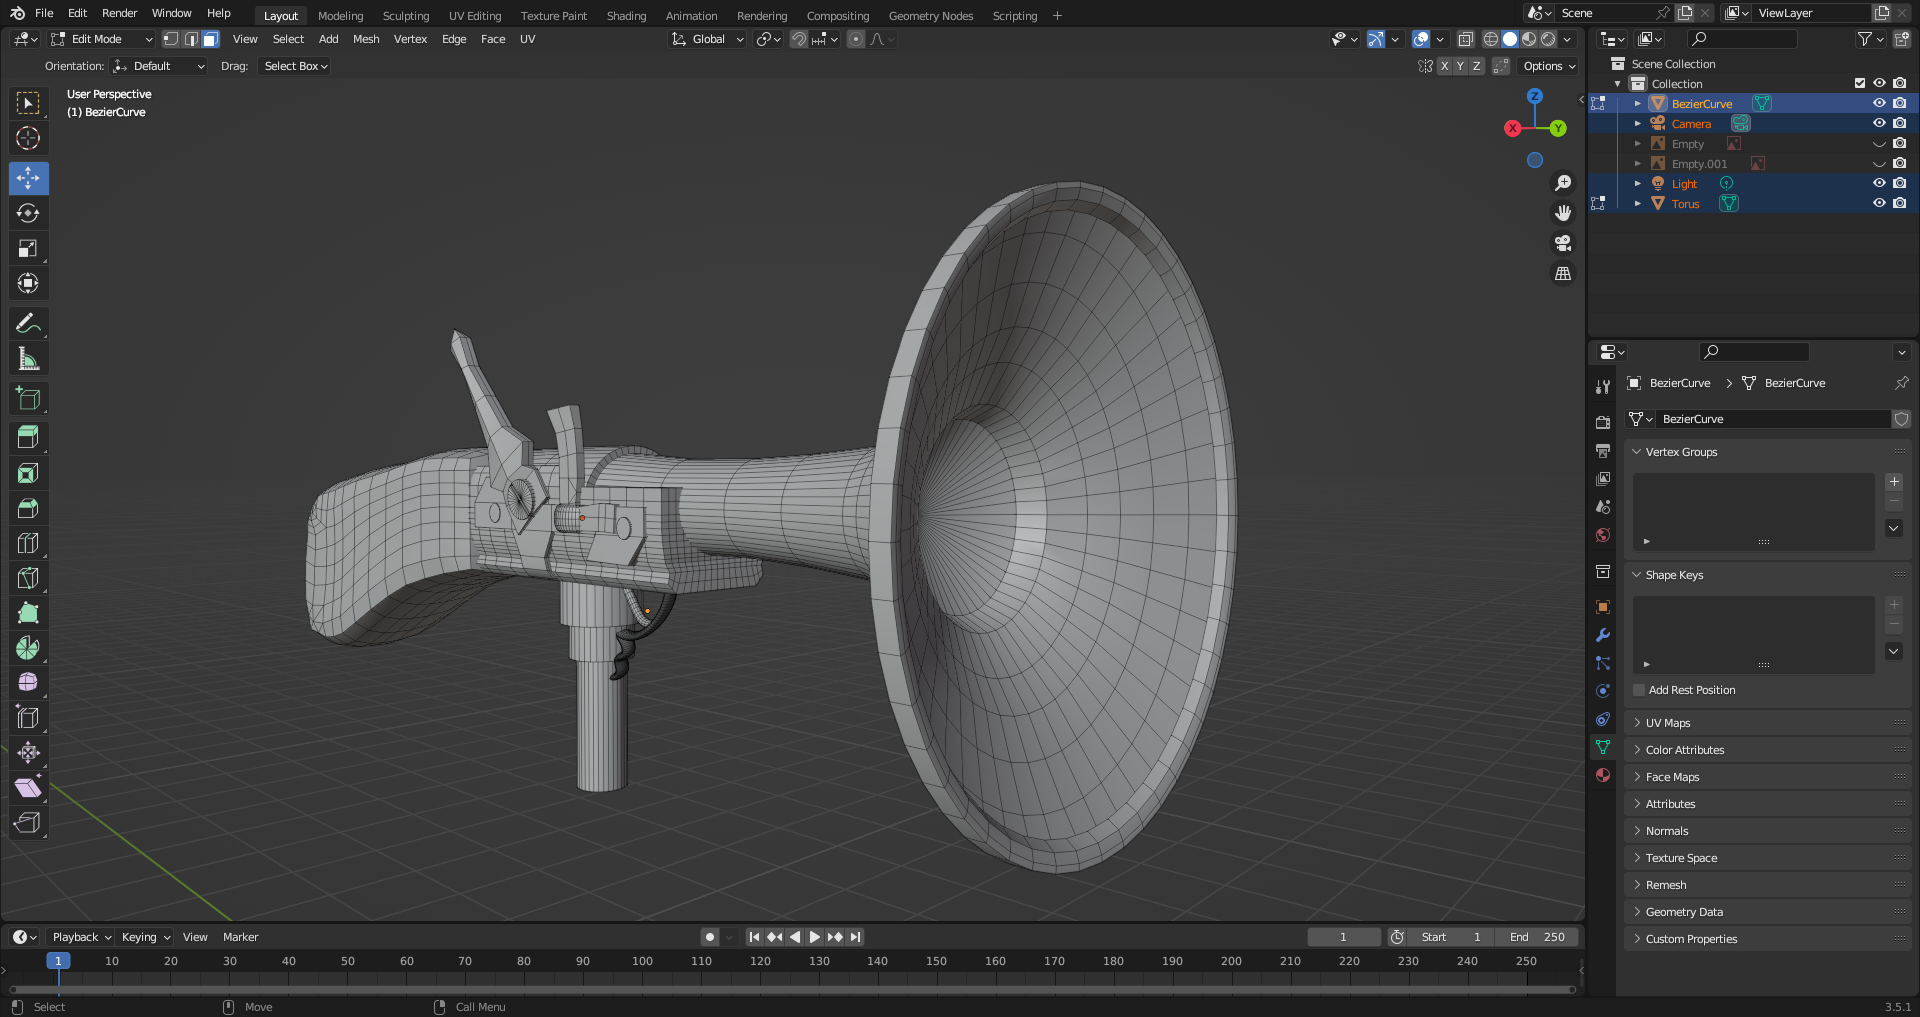 File Edit Render Window Help Layout Modeling Sculpting UV Editing Texture Paint Shading Animation Rendering Compositing Geometry Nodes Scripting + Scene ViewLayer
Edit Mode View Select Add Mesh Vertex Edge Face UV Global
Orientation: Default Drag: Select Box X Y Z Options
User Perspective
(1) BezierCurve
Z
X Y
Scene Collection
Collection
BezierCurve
Camera
Empty
Empty.001
Light
Torus
BezierCurve > BezierCurve
BezierCurve
Vertex Groups
Shape Keys
Add Rest Position
UV Maps
Color Attributes
Face Maps
Attributes
Normals
Texture Space
Remesh
Geometry Data
Custom Properties
Playback Keying View Marker 1 Start 1 End 250
1 10 20 30 40 50 60 70 80 90 100 110 120 130 140 150 160 170 180 190 200 210 220 230 240 250
Select Move Call Menu 3.5.1